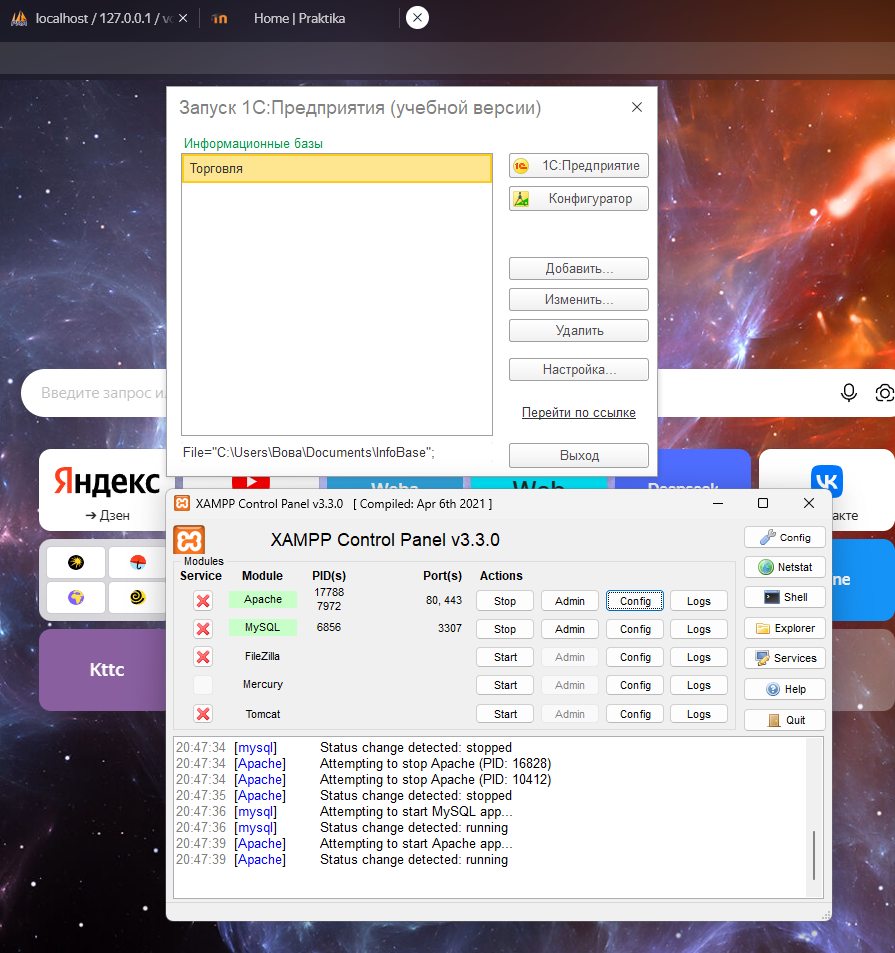 localhost / 127.0.0.1 / vo
Home | Praktika
Запуск 1С:Предприятия (учебной версии)
Информационные базы
Торговля
1С:Предприятие
Конфигуратор
Добавить...
Изменить...
Удалить
Настройка...
Перейти по ссылке
Выход
File="C:\Users\Вова\Documents\InfoBase";
Введите запрос ил
Яндекс
→ Дзен
Kttc
XAMPP Control Panel v3.3.0 [ Compiled: Apr 6th 2021 ]
XAMPP Control Panel v3.3.0
Config
Modules
Service Module PID(s) Port(s) Actions
Netstat
Apache 17788 7972 80, 443 Stop Admin Config Logs
Shell
MySQL 6856 3307 Stop Admin Config Logs
Explorer
FileZilla Start Admin Config Logs
Services
Mercury Start Admin Config Logs
Help
Tomcat Start Admin Config Logs
Quit
20:47:34 [mysql] Status change detected: stopped
20:47:34 [Apache] Attempting to stop Apache (PID: 16828)
20:47:34 [Apache] Attempting to stop Apache (PID: 10412)
20:47:35 [Apache] Status change detected: stopped
20:47:36 [mysql] Attempting to start MySQL app...
20:47:36 [mysql] Status change detected: running
20:47:39 [Apache] Attempting to start Apache app...
20:47:39 [Apache] Status change detected: running